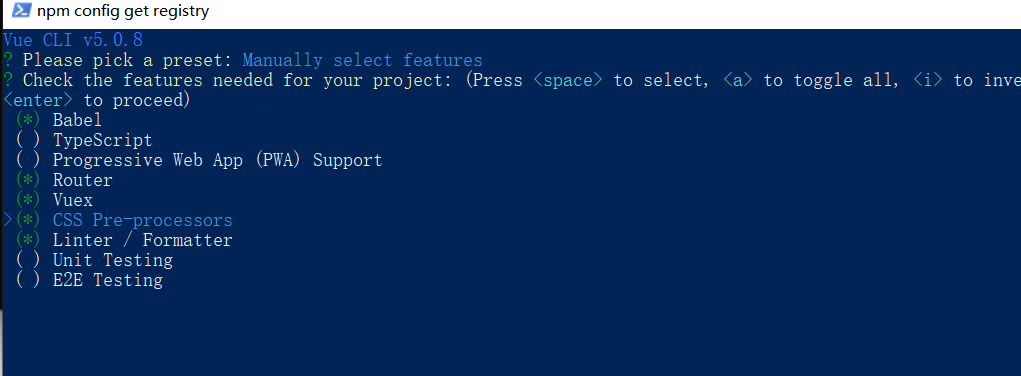 npm config get registry
Vue CLI v5.0.8
? Please pick a preset: Manually select features
? Check the features needed for your project: (Press <space> to select, <a> to toggle all, <i> to inve
<enter> to proceed)
(*) Babel
( ) TypeScript
( ) Progressive Web App (PWA) Support
(*) Router
(*) Vuex
>(*) CSS Pre-processors
(*) Linter / Formatter
( ) Unit Testing
( ) E2E Testing